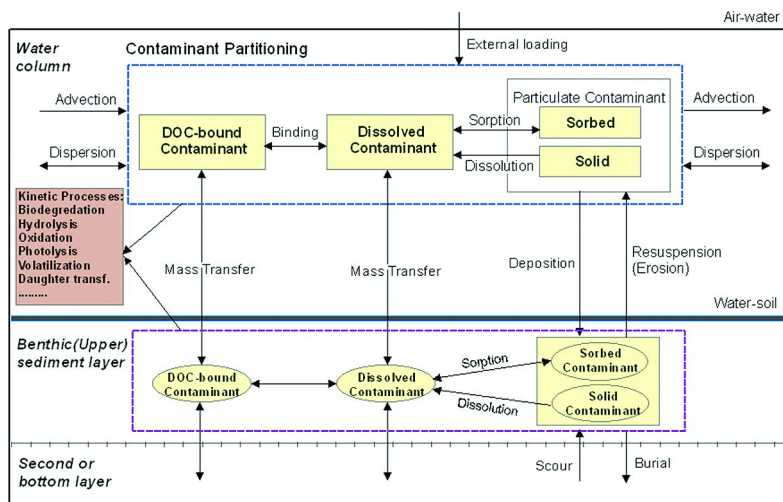 Air-water
Water
column
Contaminant Partitioning
External loading
Advection
Dispersion
Particulate Contaminant
DOC-bound
Contaminant
Binding
Dissolved
Contaminant
Sorption
Sorbed
Dissolution
Solid
Advection
Dispersion
Kinetic Processes:
Biodegredation
Hydrolysis
Oxidation
Photolysis
Volatilization
Daughter transf.
.........
Mass Transfer
Mass Transfer
Deposition
Resuspension
(Erosion)
Water-soil
Benthic(Upper)
sediment layer
DOC-bound
Contaminant
Dissolved
Contaminant
Sorption
Dissolution
Sorbed
Contaminant
Solid
Contaminant
Second or
bottom layer
Scour
Burial